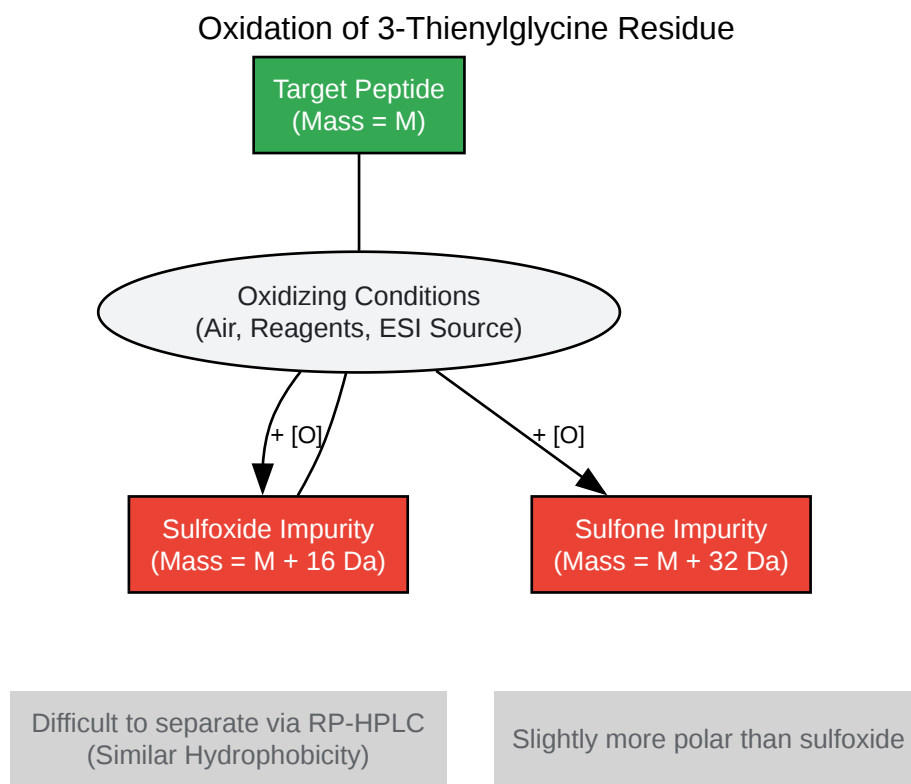 Oxidation of 3-Thienylglycine Residue
Target Peptide
(Mass = M)
Oxidizing Conditions
(Air, Reagents, ESI Source)
+ [O]
+ [O]
Sulfoxide Impurity
(Mass = M + 16 Da)
Sulfone Impurity
(Mass = M + 32 Da)
Difficult to separate via RP-HPLC
(Similar Hydrophobicity)
Slightly more polar than sulfoxide